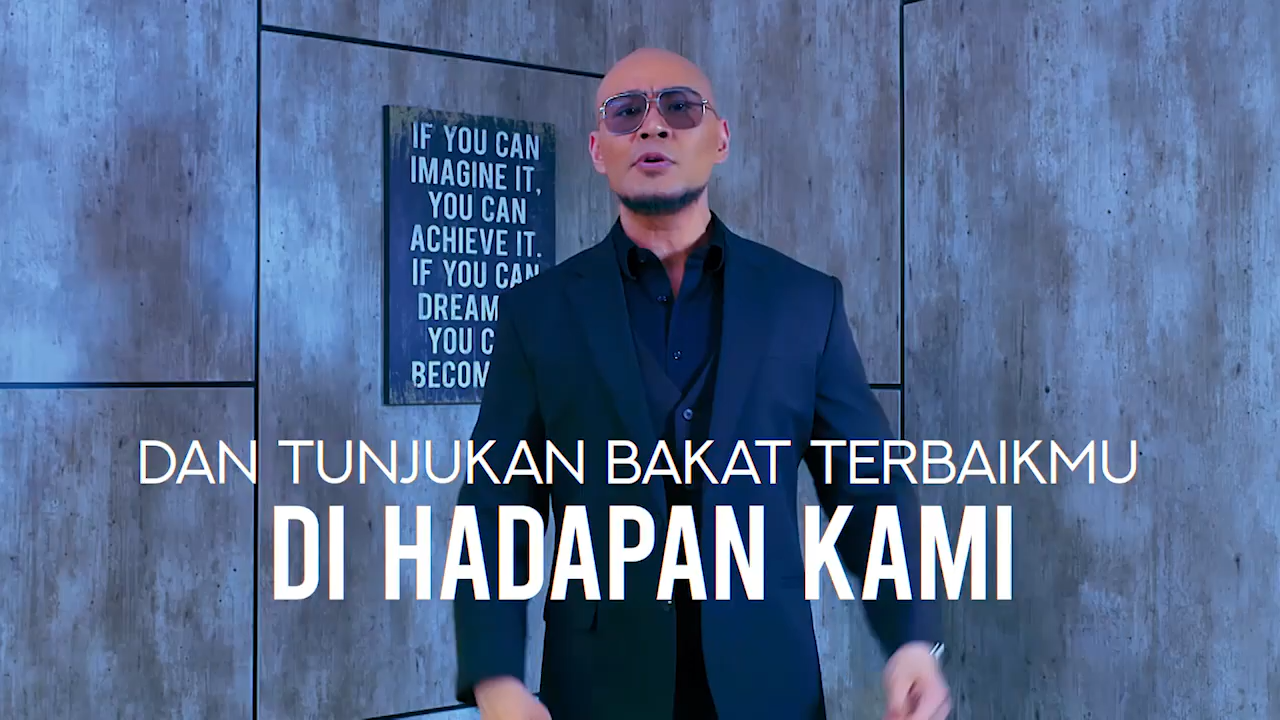 IF YOU CAN
IMAGINE IT,
YOU CAN
ACHIEVE IT.
IF YOU CAN
DREAM
YOU
DAN TUNJUKAN BAKAT TERBAIKMU
DI HADAPAN KAMI